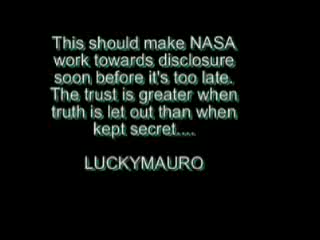 This should make NASA
work towards disclosure
soon before it's too late.
The trust is greater when
truth is let out than when
kept secret....
LUCKYMAURO